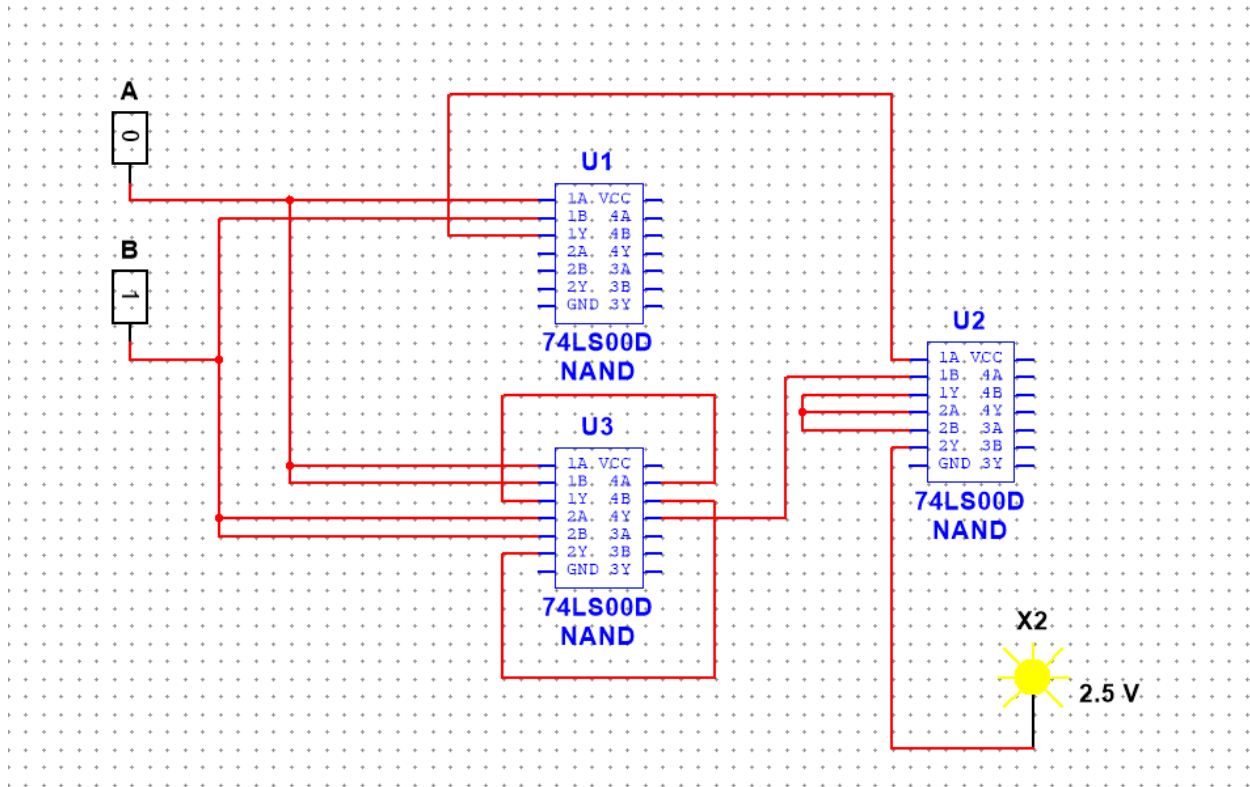 A
0
B
1
U1
1A VCC
1B 4A
1Y 4B
2A 4Y
2B 3A
2Y 3B
GND 3Y
74LS00D
NAND
U3
1A VCC
1B 4A
1Y 4B
2A 4Y
2B 3A
2Y 3B
GND 3Y
74LS00D
NAND
U2
1A VCC
1B 4A
1Y 4B
2A 4Y
2B 3A
2Y 3B
GND 3Y
74LS00D
NAND
X2
2.5 V